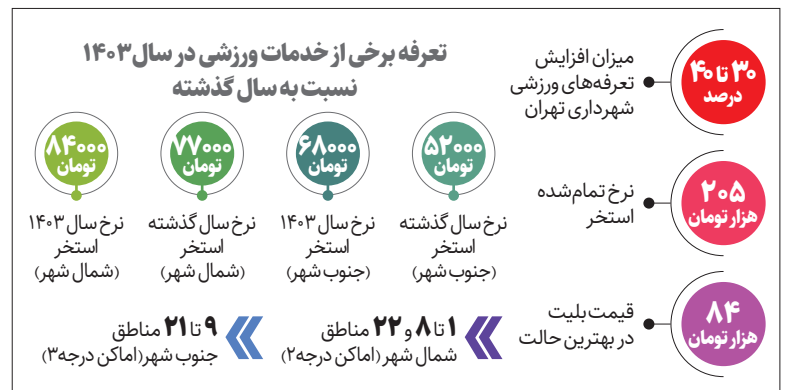 تعرفه برخی از خدمات ورزشی در سال ۱۴۰۳
نسبت به سال گذشته
۳۰ تا ۴۰
درصد
میزان افزایش
تعرفه‌های ورزشی
شهرداری تهران
۲۰۵
هزار تومان
نرخ تمام‌شده
استخر
۸۴
هزار تومان
قیمت بلیت
در بهترین حالت
۵۲۰۰۰
تومان
نرخ سال گذشته
استخر
(جنوب شهر)
۶۸۰۰۰
تومان
نرخ سال ۱۴۰۳
استخر
(جنوب شهر)
۷۷۰۰۰
تومان
نرخ سال گذشته
استخر
(شمال شهر)
۸۴۰۰۰
تومان
نرخ سال ۱۴۰۳
استخر
(شمال شهر)
۱ تا ۸ و ۲۲ مناطق
شمال شهر (اماکن درجه۲)
۹ تا ۲۱ مناطق
جنوب شهر(اماکن درجه۳)